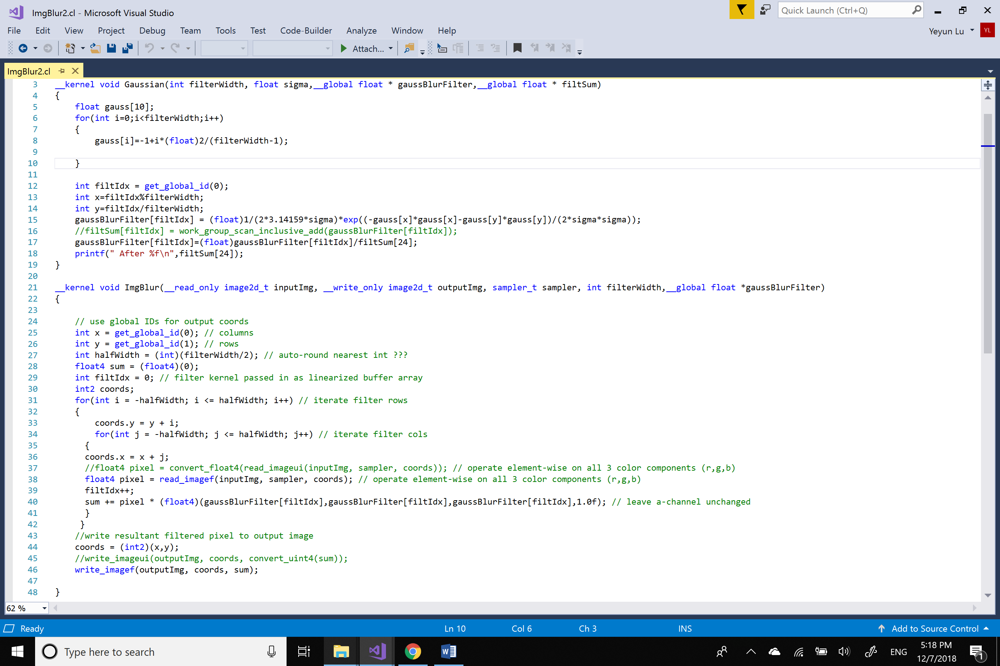 ImgBlur2.cl - Microsoft Visual Studio
Quick Launch (Ctrl+Q)
File Edit View Project Debug Team Tools Test Code-Builder Analyze Window Help
Yeyun Lu YL
Attach...
ImgBlur2.cl
3 __kernel void Gaussian(int filterWidth, float sigma,__global float * gaussBlurFilter,__global float * filtSum)
4 {
5 float gauss[10];
6 for(int i=0;i<filterWidth;i++)
7 {
8 gauss[i]=-1+i*(float)2/(filterWidth-1);
9
10 }
11
12 int filtIdx = get_global_id(0);
13 int x=filtIdx%filterWidth;
14 int y=filtIdx/filterWidth;
15 gaussBlurFilter[filtIdx] = (float)1/(2*3.14159*sigma)*exp((-gauss[x]*gauss[x]-gauss[y]*gauss[y])/(2*sigma*sigma));
16 //filtSum[filtIdx] = work_group_scan_inclusive_add(gaussBlurFilter[filtIdx]);
17 gaussBlurFilter[filtIdx]=(float)gaussBlurFilter[filtIdx]/filtSum[24];
18 printf(" After %f\n",filtSum[24]);
19 }
20
21 __kernel void ImgBlur(__read_only image2d_t inputImg, __write_only image2d_t outputImg, sampler_t sampler, int filterWidth,__global float *gaussBlurFilter)
22 {
23
24 // use global IDs for output coords
25 int x = get_global_id(0); // columns
26 int y = get_global_id(1); // rows
27 int halfWidth = (int)(filterWidth/2); // auto-round nearest int ???
28 float4 sum = (float4)(0);
29 int filtIdx = 0; // filter kernel passed in as linearized buffer array
30 int2 coords;
31 for(int i = -halfWidth; i <= halfWidth; i++) // iterate filter rows
32 {
33 coords.y = y + i;
34 for(int j = -halfWidth; j <= halfWidth; j++) // iterate filter cols
35 {
36 coords.x = x + j;
37 //float4 pixel = convert_float4(read_imageui(inputImg, sampler, coords)); // operate element-wise on all 3 color components (r,g,b)
38 float4 pixel = read_imagef(inputImg, sampler, coords); // operate element-wise on all 3 color components (r,g,b)
39 filtIdx++;
40 sum += pixel * (float4)(gaussBlurFilter[filtIdx],gaussBlurFilter[filtIdx],gaussBlurFilter[filtIdx],1.0f); // leave a-channel unchanged
41 }
42 }
43 //write resultant filtered pixel to output image
44 coords = (int2)(x,y);
45 //write_imageui(outputImg, coords, convert_uint4(sum));
46 write_imagef(outputImg, coords, sum);
47
48 }
62 %
Ready Ln 10 Col 6 Ch 3 INS Add to Source Control
Type here to search
ENG 5:18 PM
12/7/2018
1